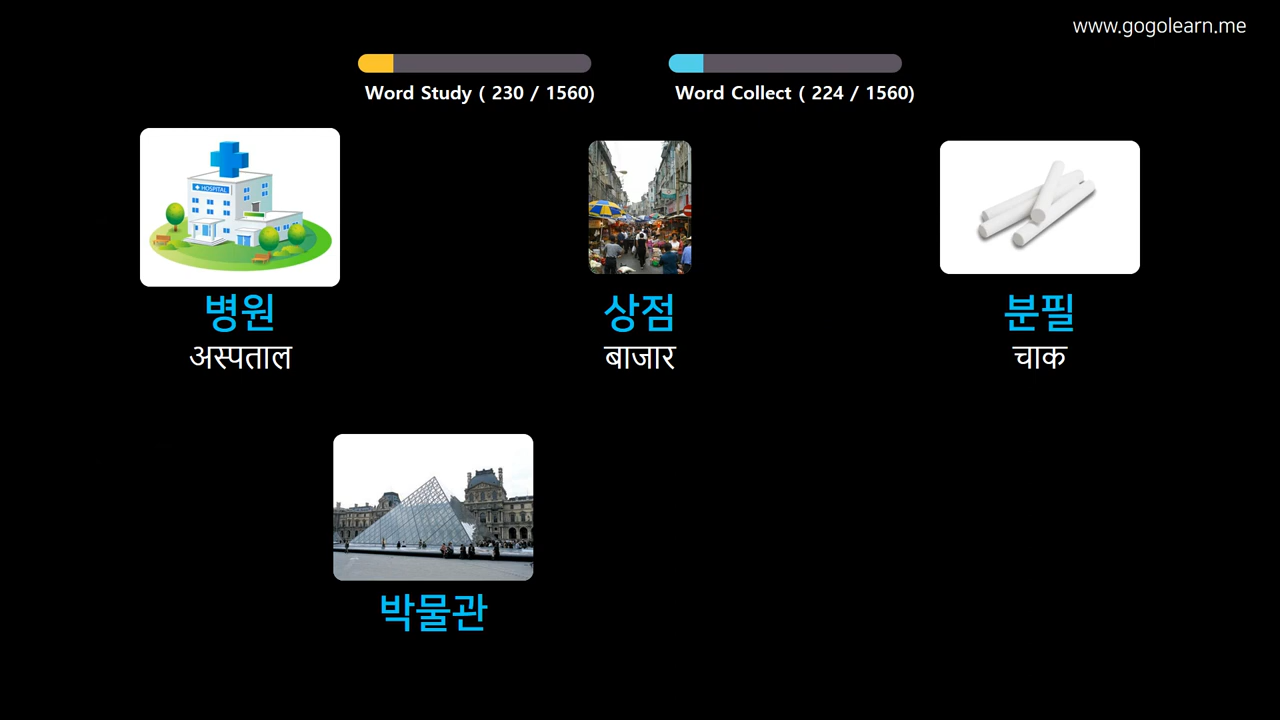 www.gogolearn.me
Word Study ( 230 / 1560)
Word Collect ( 224 / 1560)
HOSPITAL
병원
상점
분필
अस्पताल
बाजार
चाक
박물관